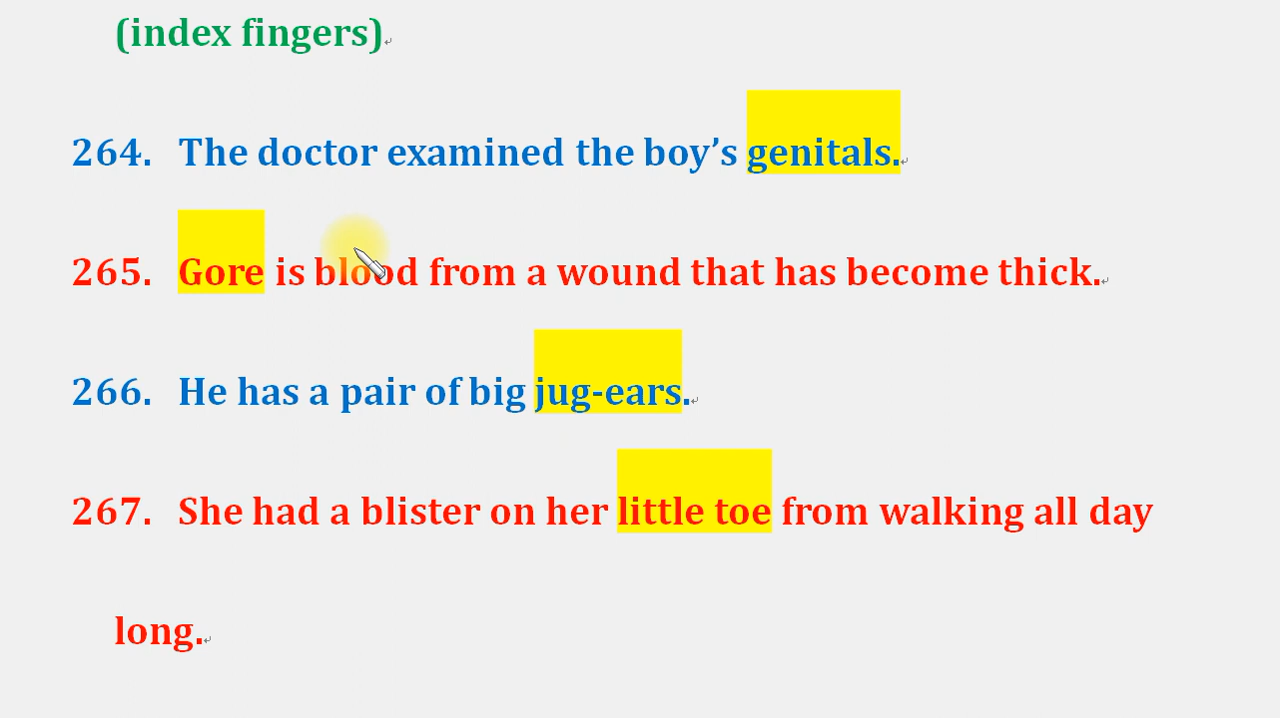 (index fingers)
264. The doctor examined the boy’s genitals.
265. Gore is blood from a wound that has become thick.
266. He has a pair of big jug-ears.
267. She had a blister on her little toe from walking all day
long.